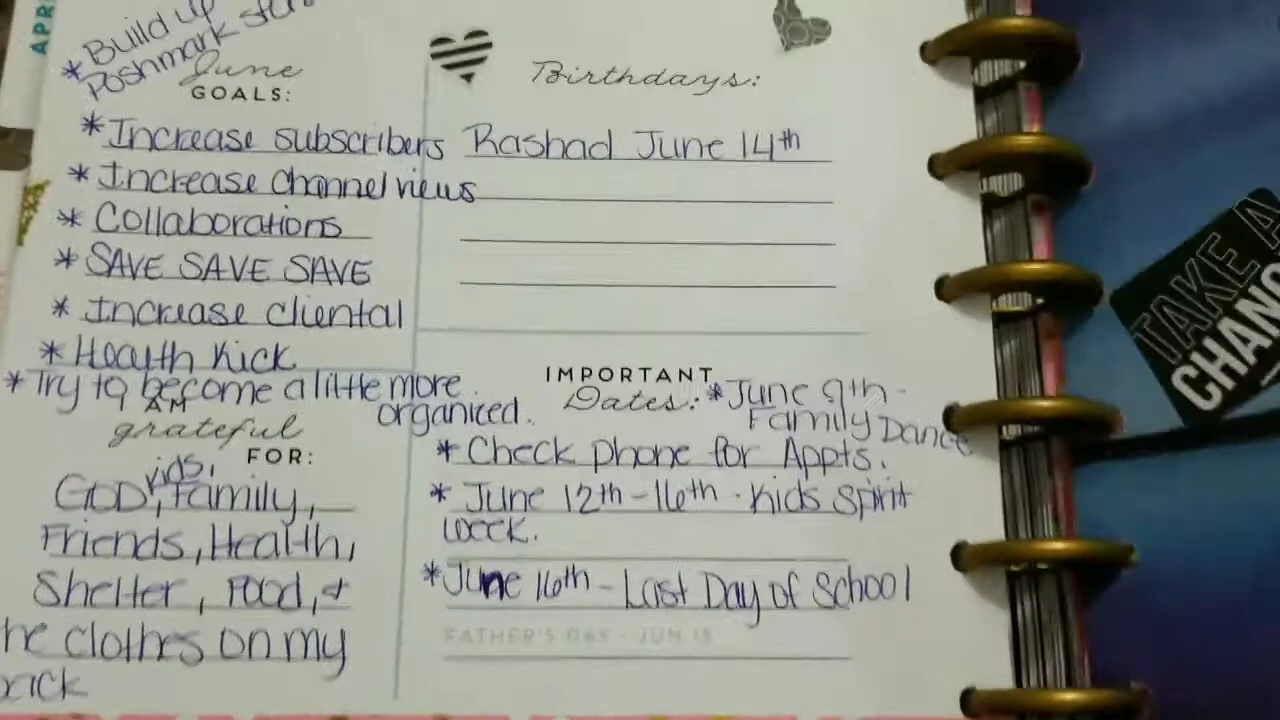 APR
* Build up
Poshmark
June
GOALS:
* Increase subscribers
* Increase Channel views
* Collaborations
* SAVE SAVE SAVE
* Increase cliental
* Health Kick
* Try to become a little more
organized.
I AM
grateful
FOR:
kids,
GOD, Family,
Friends, Health,
Shelter, Food, &
he clothes on my
Birthdays:
Rashad June 14th
IMPORTANT
Dates:
* June 9th -
Family Dance
* Check phone for Appts.
* June 12th - 16th - Kids Spirit
week.
* June 16th - Last Day of School
FATHER'S DAY - JUN
TAKE A
CHANC